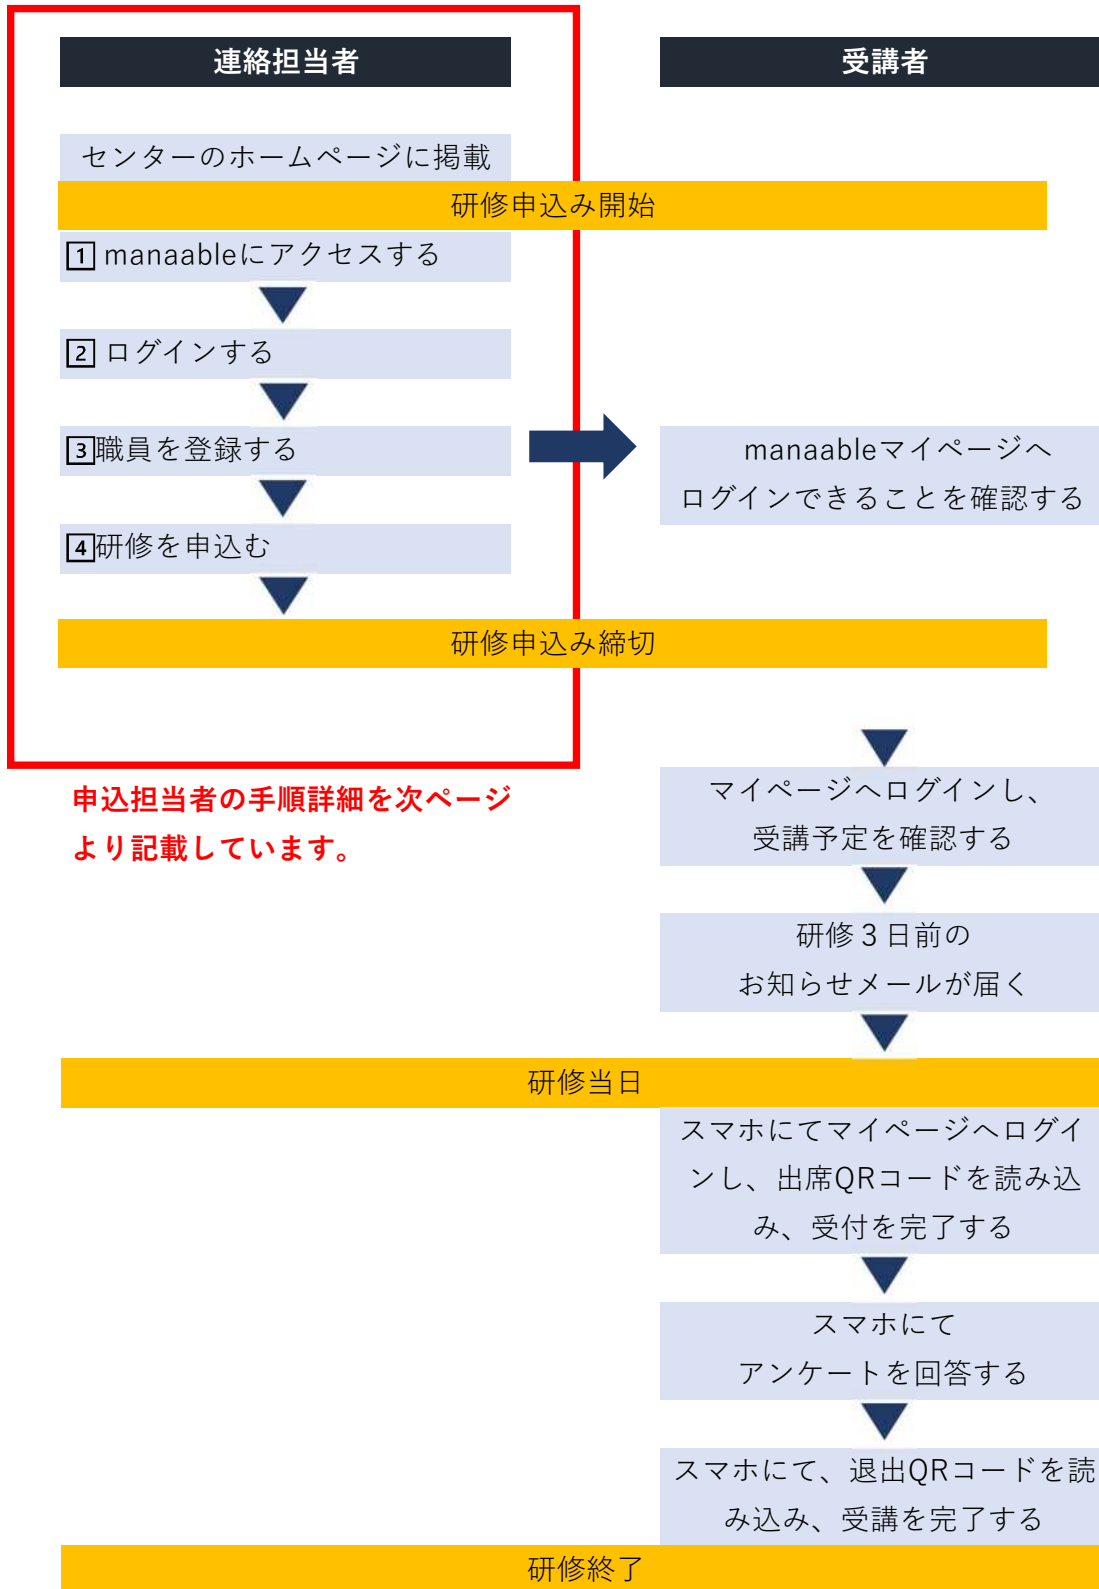 連絡担当者
受講者
センターのホームページに掲載
研修申込み開始
1 manaableにアクセスする
2 ログインする
3職員を登録する
manaableマイページへ
ログインできることを確認する
4研修を申込む
研修申込み締切
申込担当者の手順詳細を次ページ
より記載しています。
マイページへログインし、
受講予定を確認する
研修３日前の
お知らせメールが届く
研修当日
スマホにてマイページへログイ
ンし、出席QRコードを読み込
み、受付を完了する
スマホにて
アンケートを回答する
スマホにて、退出QRコードを読
み込み、受講を完了する
研修終了